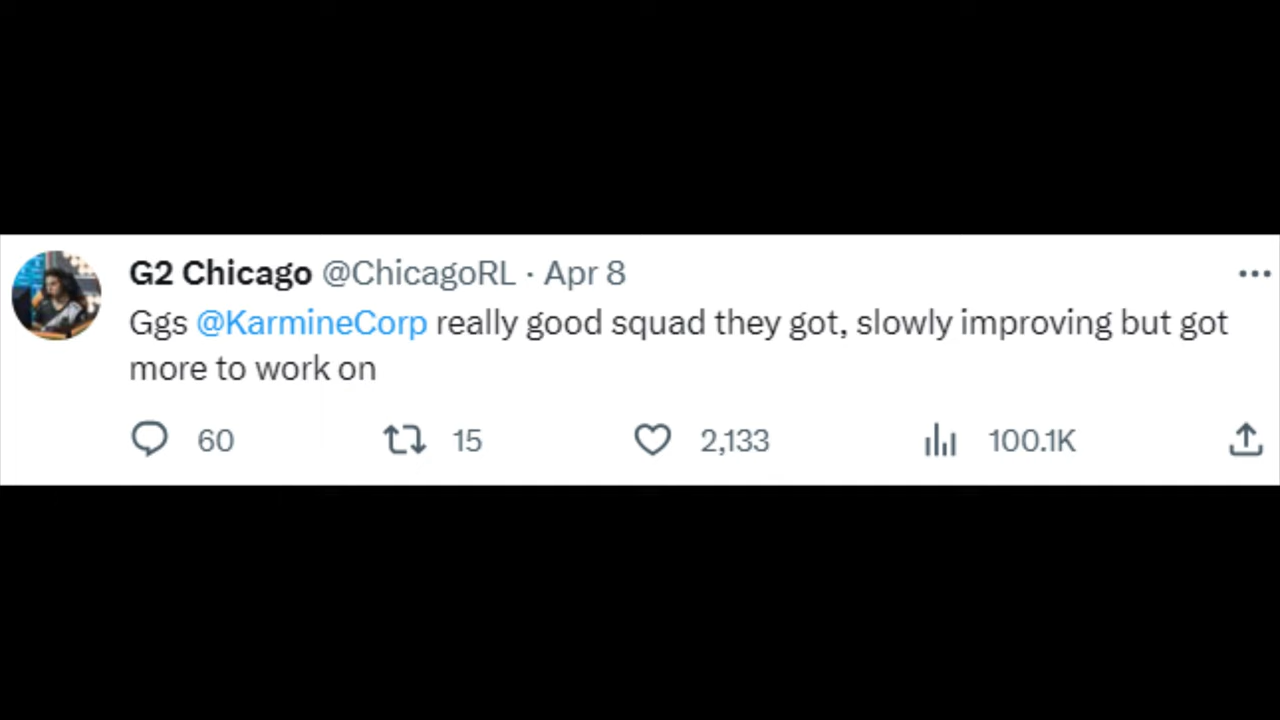 G2 Chicago @ChicagoRL · Apr 8
Ggs @KarmineCorp really good squad they got, slowly improving but got
more to work on
60 15 2,133 100.1K